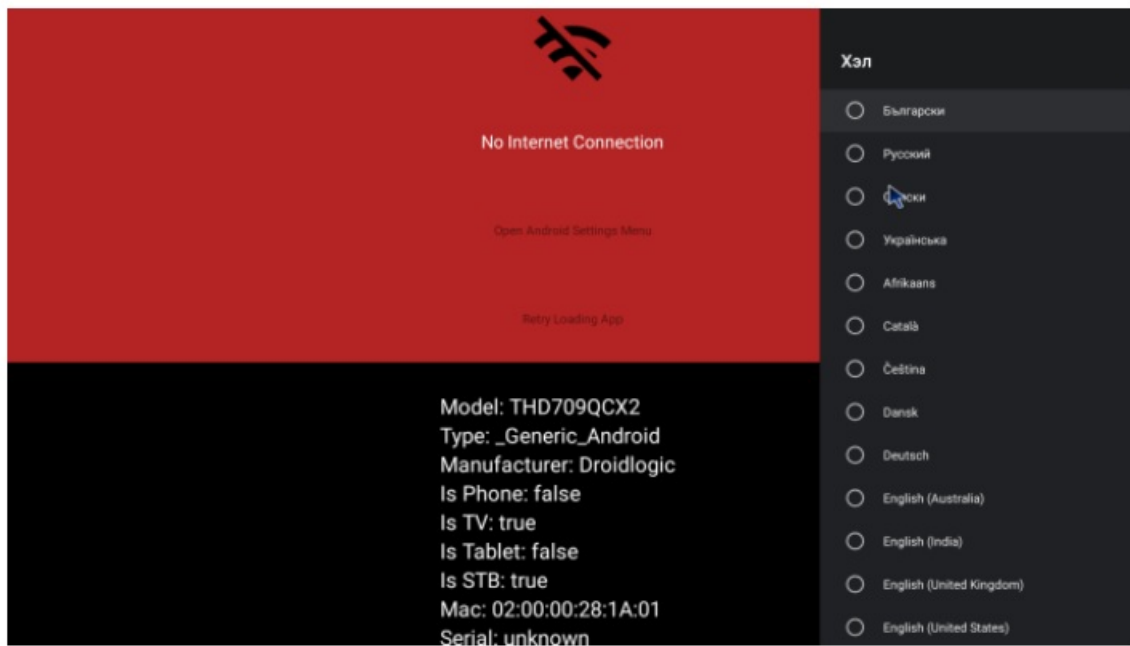 No Internet Connection
Open Android Settings Menu
Retry Loading App
Model: THD709QCX2
Type: _Generic_Android
Manufacturer: Droidlogic
Is Phone: false
Is TV: true
Is Tablet: false
Is STB: true
Mac: 02:00:00:28:1A:01
Serial: unknown
Хэл
Български
Русский
Українська
Afrikaans
Català
Čeština
Dansk
Deutsch
English (Australia)
English (India)
English (United Kingdom)
English (United States)